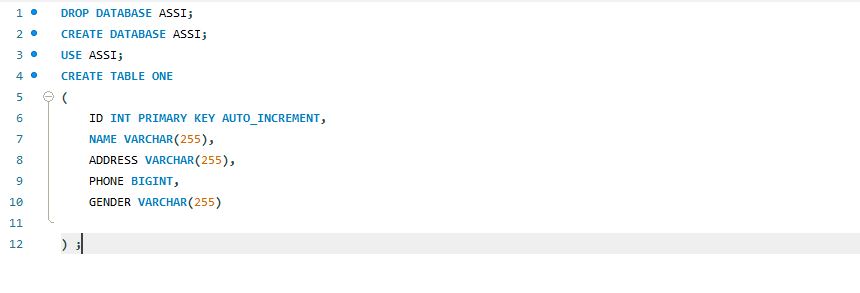 1 DROP DATABASE ASSI;
2 CREATE DATABASE ASSI;
3 USE ASSI;
4 CREATE TABLE ONE
5 (
6 ID INT PRIMARY KEY AUTO_INCREMENT,
7 NAME VARCHAR(255),
8 ADDRESS VARCHAR(255),
9 PHONE BIGINT,
10 GENDER VARCHAR(255)
11
12 ) ;